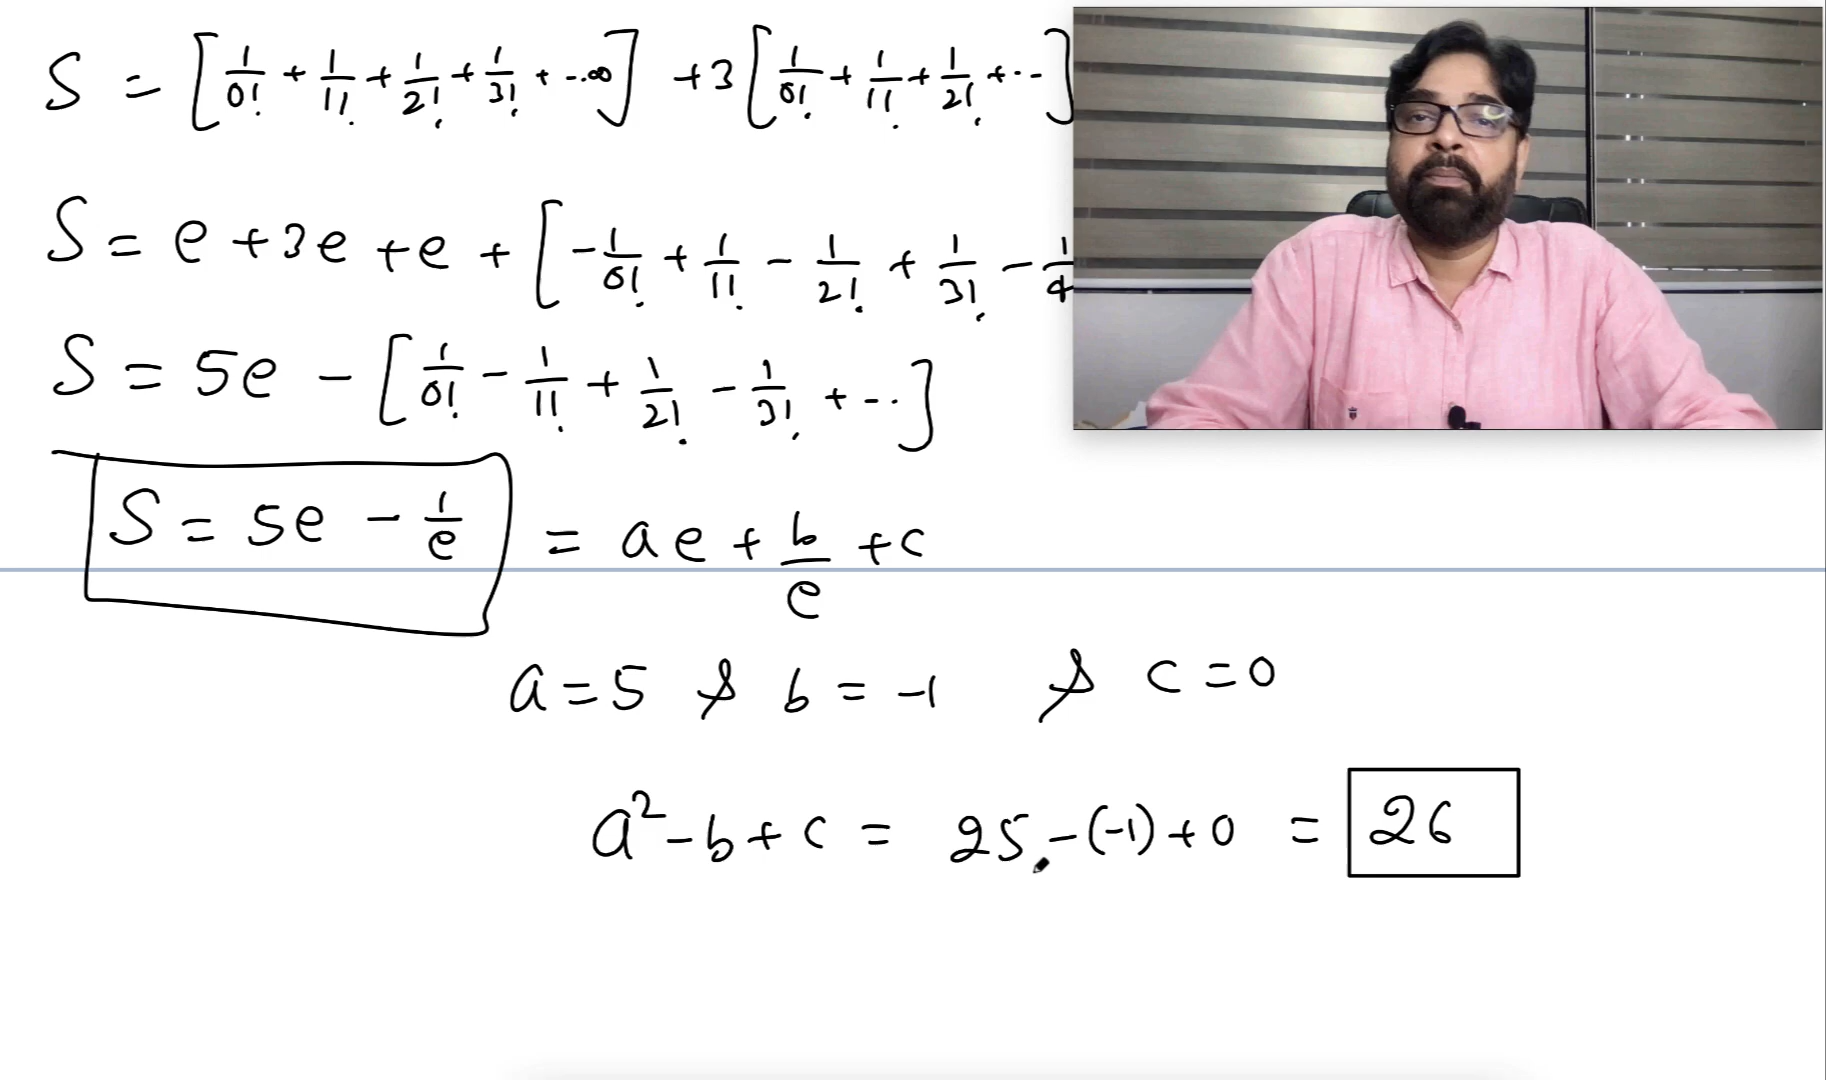 S = [1/0! + 1/1! + 1/2! + 1/3! + -..∞] +3 [1/0! + 1/1! + 1/2! + ..]
S = e + 3e + e + [-1/0! + 1/1! - 1/2! + 1/3! - 1/4
S = 5e - [1/0! - 1/1! + 1/2! - 1/3! + ...]
S = 5e - 1/e = ae + b/e + c
a = 5 & b = -1 & c = 0
a² - b + c = 25 - (-1) + 0 = 26